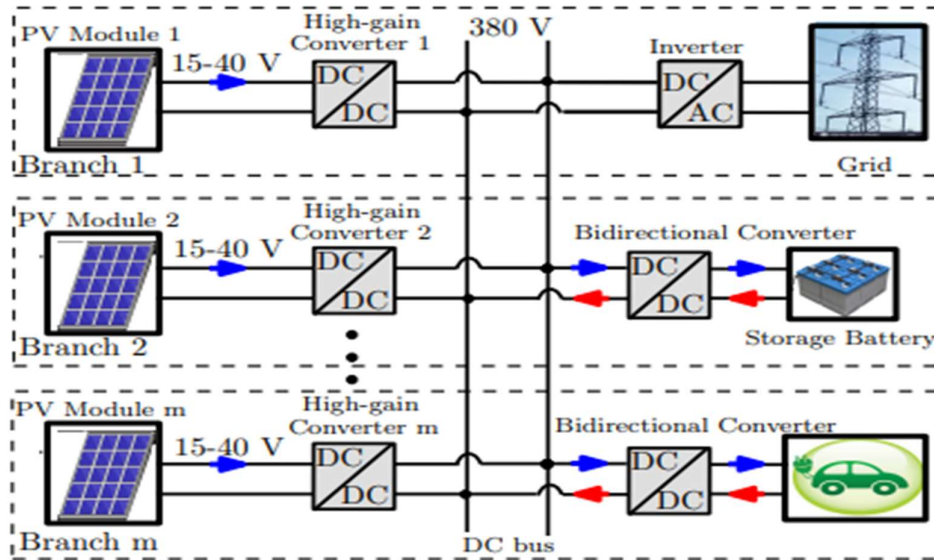 PV Module 1
15-40 V
High-gain
Converter 1
DC
DC
380 V
Inverter
DC
AC
Grid
Branch 1
PV Module 2
15-40 V
High-gain
Converter 2
DC
DC
Bidirectional Converter
DC
DC
Storage Battery
Branch 2
PV Module m
15-40 V
High-gain
Converter m
DC
DC
Bidirectional Converter
DC
DC
Branch m
DC bus